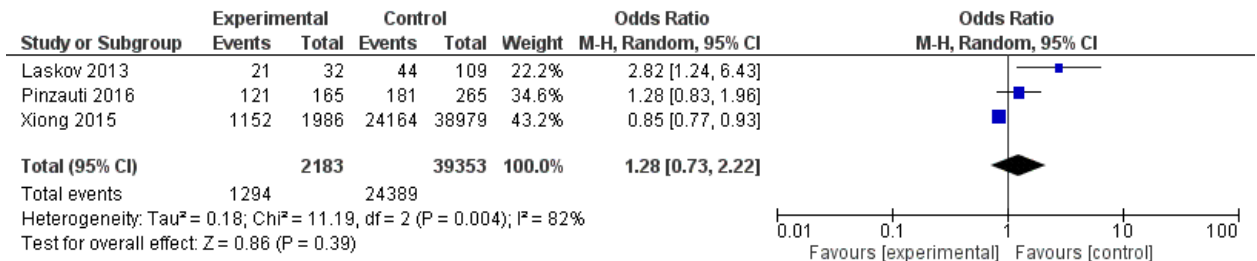 Experimental Control Odds Ratio Odds Ratio
Study or Subgroup Events Total Events Total Weight M-H, Random, 95% CI M-H, Random, 95% CI
Laskov 2013 21 32 44 109 22.2% 2.82 [1.24, 6.43]
Pinzauti 2016 121 165 181 265 34.6% 1.28 [0.83, 1.96]
Xiong 2015 1152 1986 24164 38979 43.2% 0.85 [0.77, 0.93]
Total (95% CI) 2183 39353 100.0% 1.28 [0.73, 2.22]
Total events 1294 24389
Heterogeneity: Tau² = 0.18; Chi² = 11.19, df = 2 (P = 0.004); I² = 82%
Test for overall effect: Z = 0.86 (P = 0.39)
0.01 0.1 1 10 100
Favours [experimental] Favours [control]